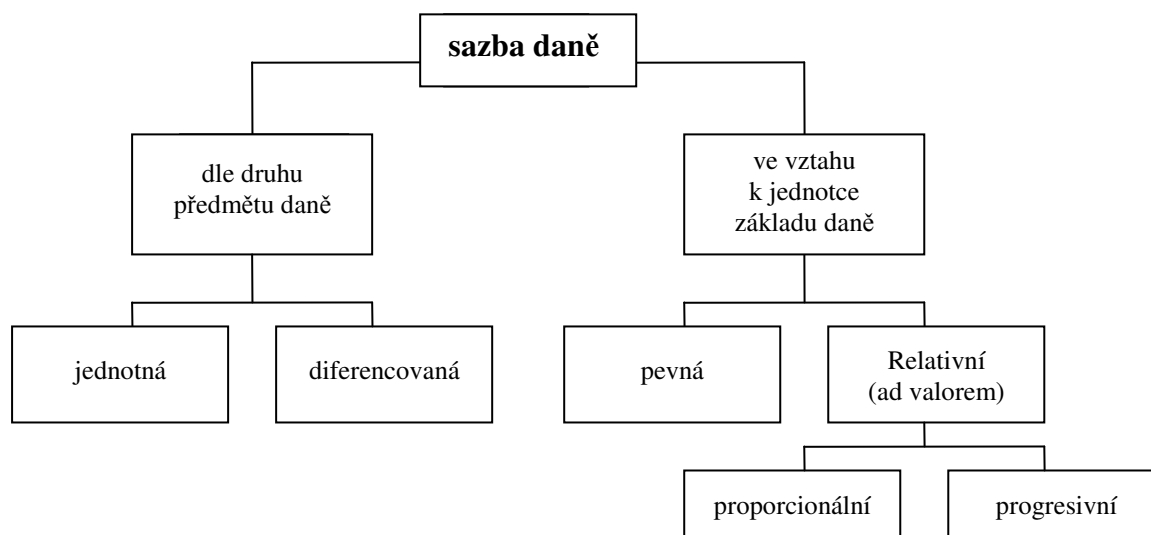 sazba daně
dle druhu
předmětu daně
ve vztahu
k jednotce
základu daně
jednotná
diferencovaná
pevná
Relativní
(ad valorem)
proporcionální
progresivní